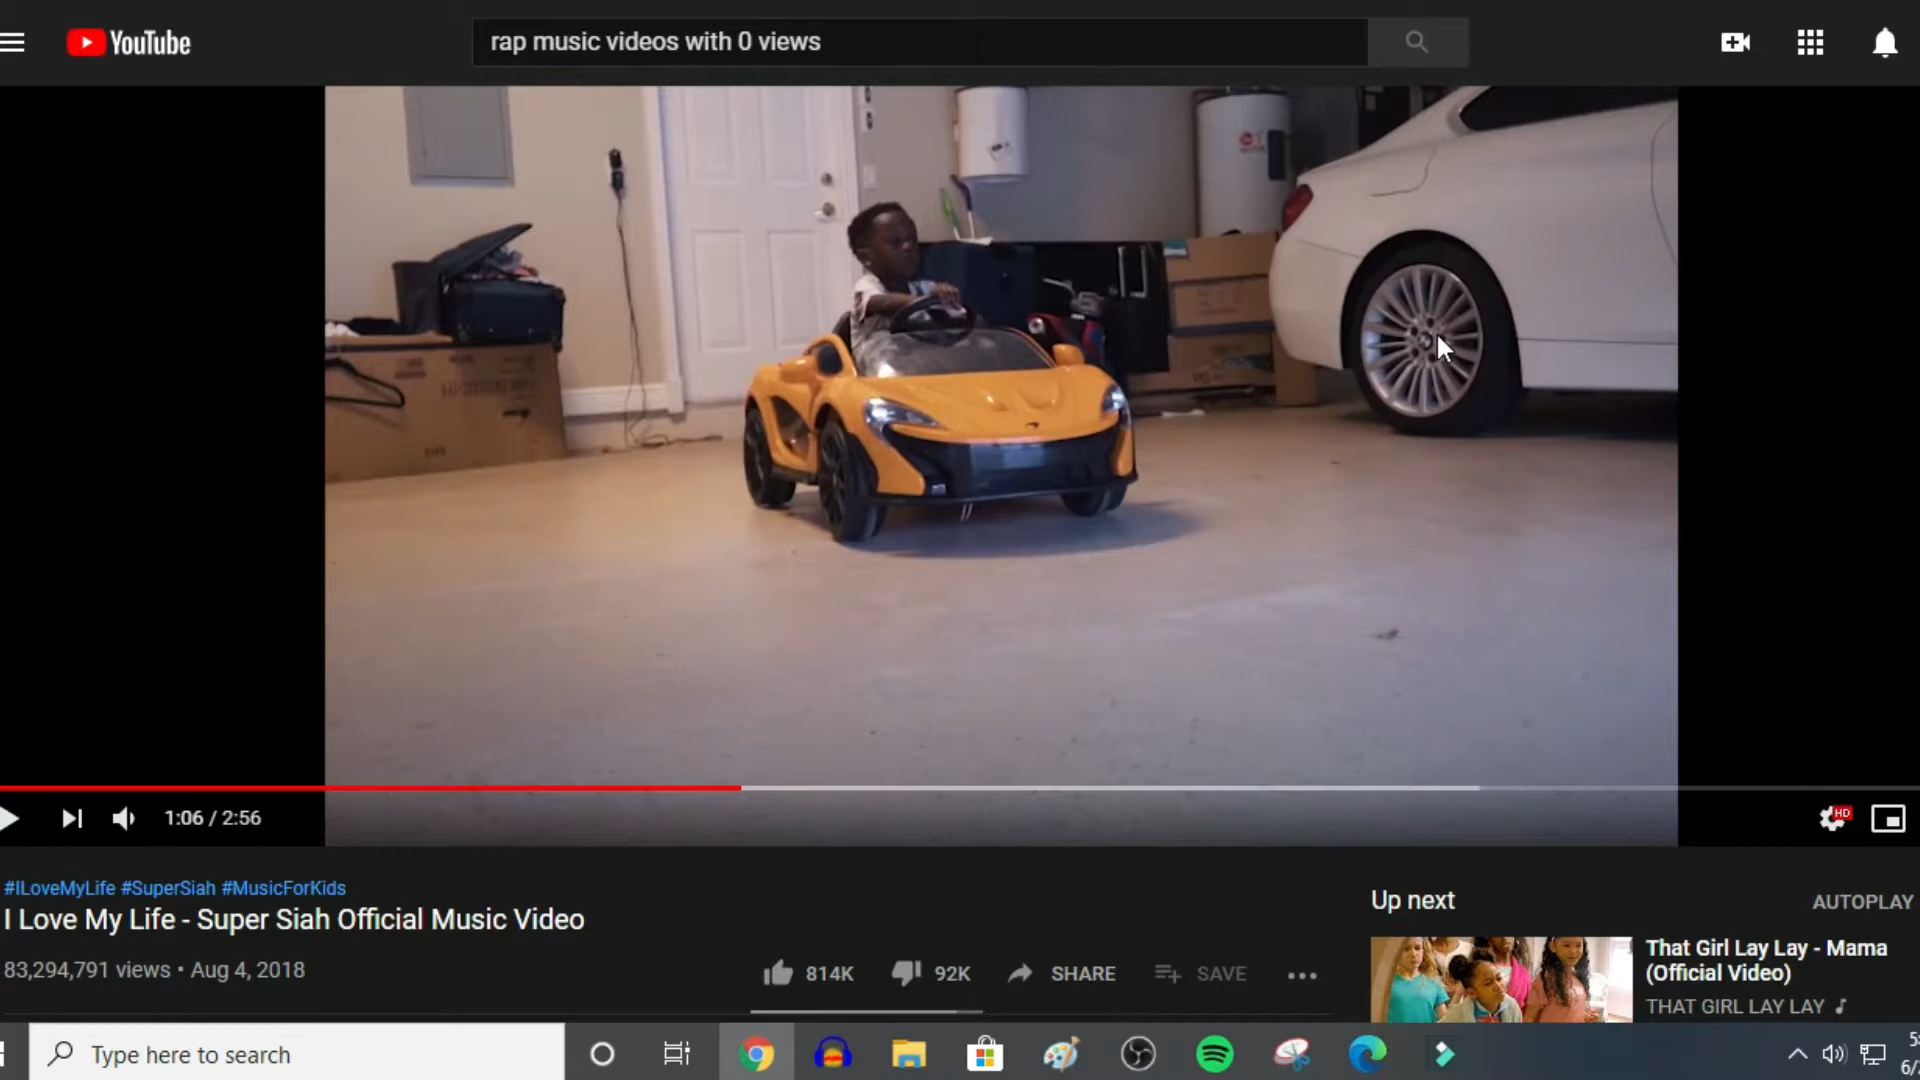 YouTube
rap music videos with 0 views
1:06 / 2:56
HD
#ILoveMyLife #SuperSiah #MusicForKids
I Love My Life - Super Siah Official Music Video
83,294,791 views • Aug 4, 2018
814K
92K
SHARE
SAVE
Up next
AUTOPLAY
That Girl Lay Lay - Mama
(Official Video)
THAT GIRL LAY LAY
Type here to search